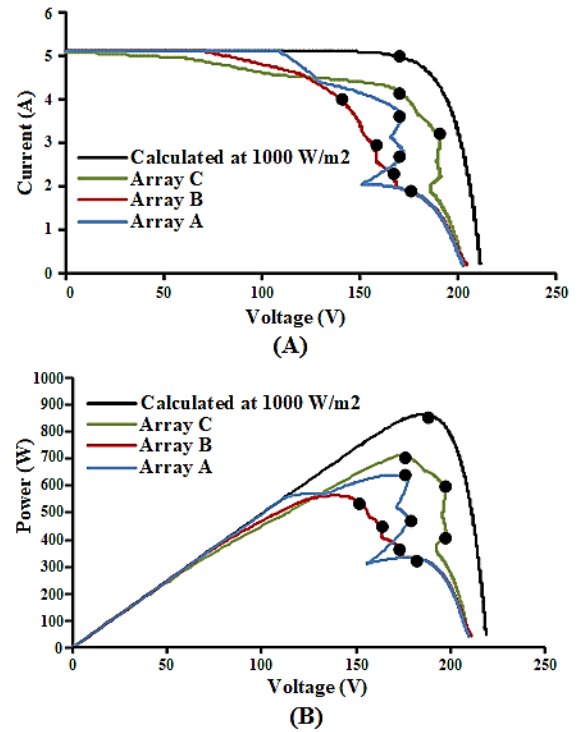 6
5
4
3
2
1
0
Current (A)
Calculated at 1000 W/m2
Array C
Array B
Array A
0 50 100 150 200 250
Voltage (V)
(A)
1000
900
800
700
600
500
400
300
200
100
0
Power (W)
Calculated at 1000 W/m2
Array C
Array B
Array A
0 50 100 150 200 250
Voltage (V)
(B)